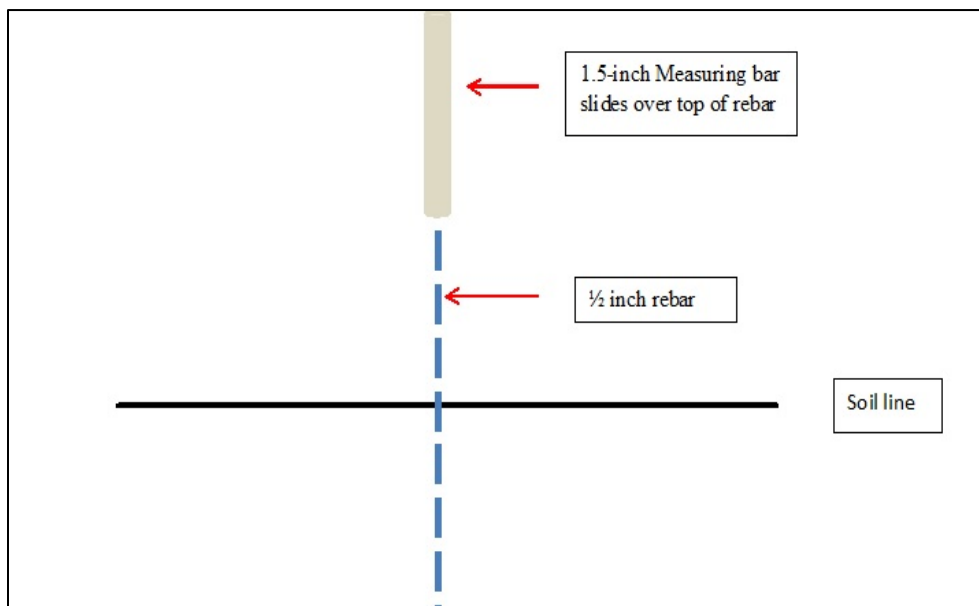 1.5-inch Measuring bar
slides over top of rebar
½ inch rebar
Soil line